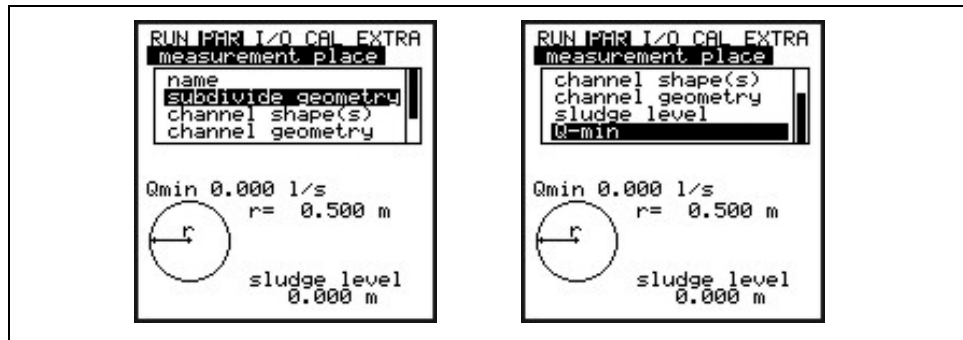 RUN PAR I/O CAL EXTRA
measurement place
name
subdivide geometry
channel shape(s)
channel geometry
Qmin 0.000 l/s
r= 0.500 m
r
sludge level
0.000 m
RUN PAR I/O CAL EXTRA
measurement place
channel shape(s)
channel geometry
sludge level
Q-min
Qmin 0.000 l/s
r= 0.500 m
r
sludge level
0.000 m